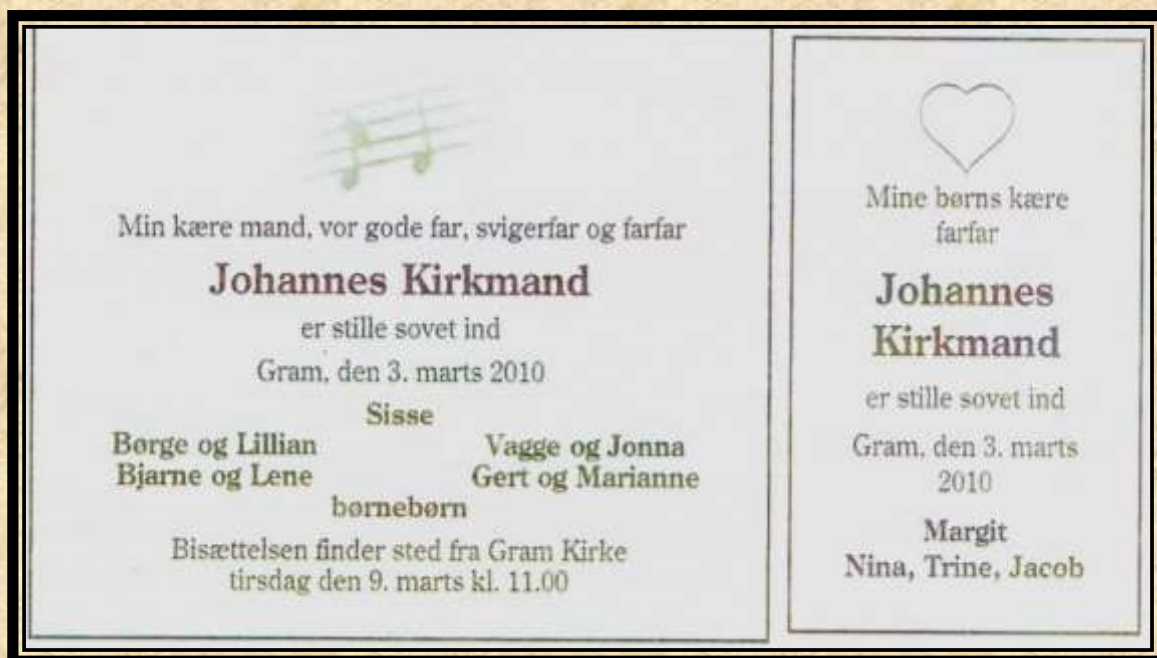 Min kære mand, vor gode far, svigerfar og farfar
Johannes Kirkmand
er stille sovet ind
Gram, den 3. marts 2010
Sisse
Børge og Lillian Vagge og Jonna
Bjarne og Lene Gert og Marianne
børnebørn
Bisættelsen finder sted fra Gram Kirke
tirsdag den 9. marts kl. 11.00
Mine børns kære
farfar
Johannes
Kirkmand
er stille sovet ind
Gram, den 3. marts
2010
Margit
Nina, Trine, Jacob